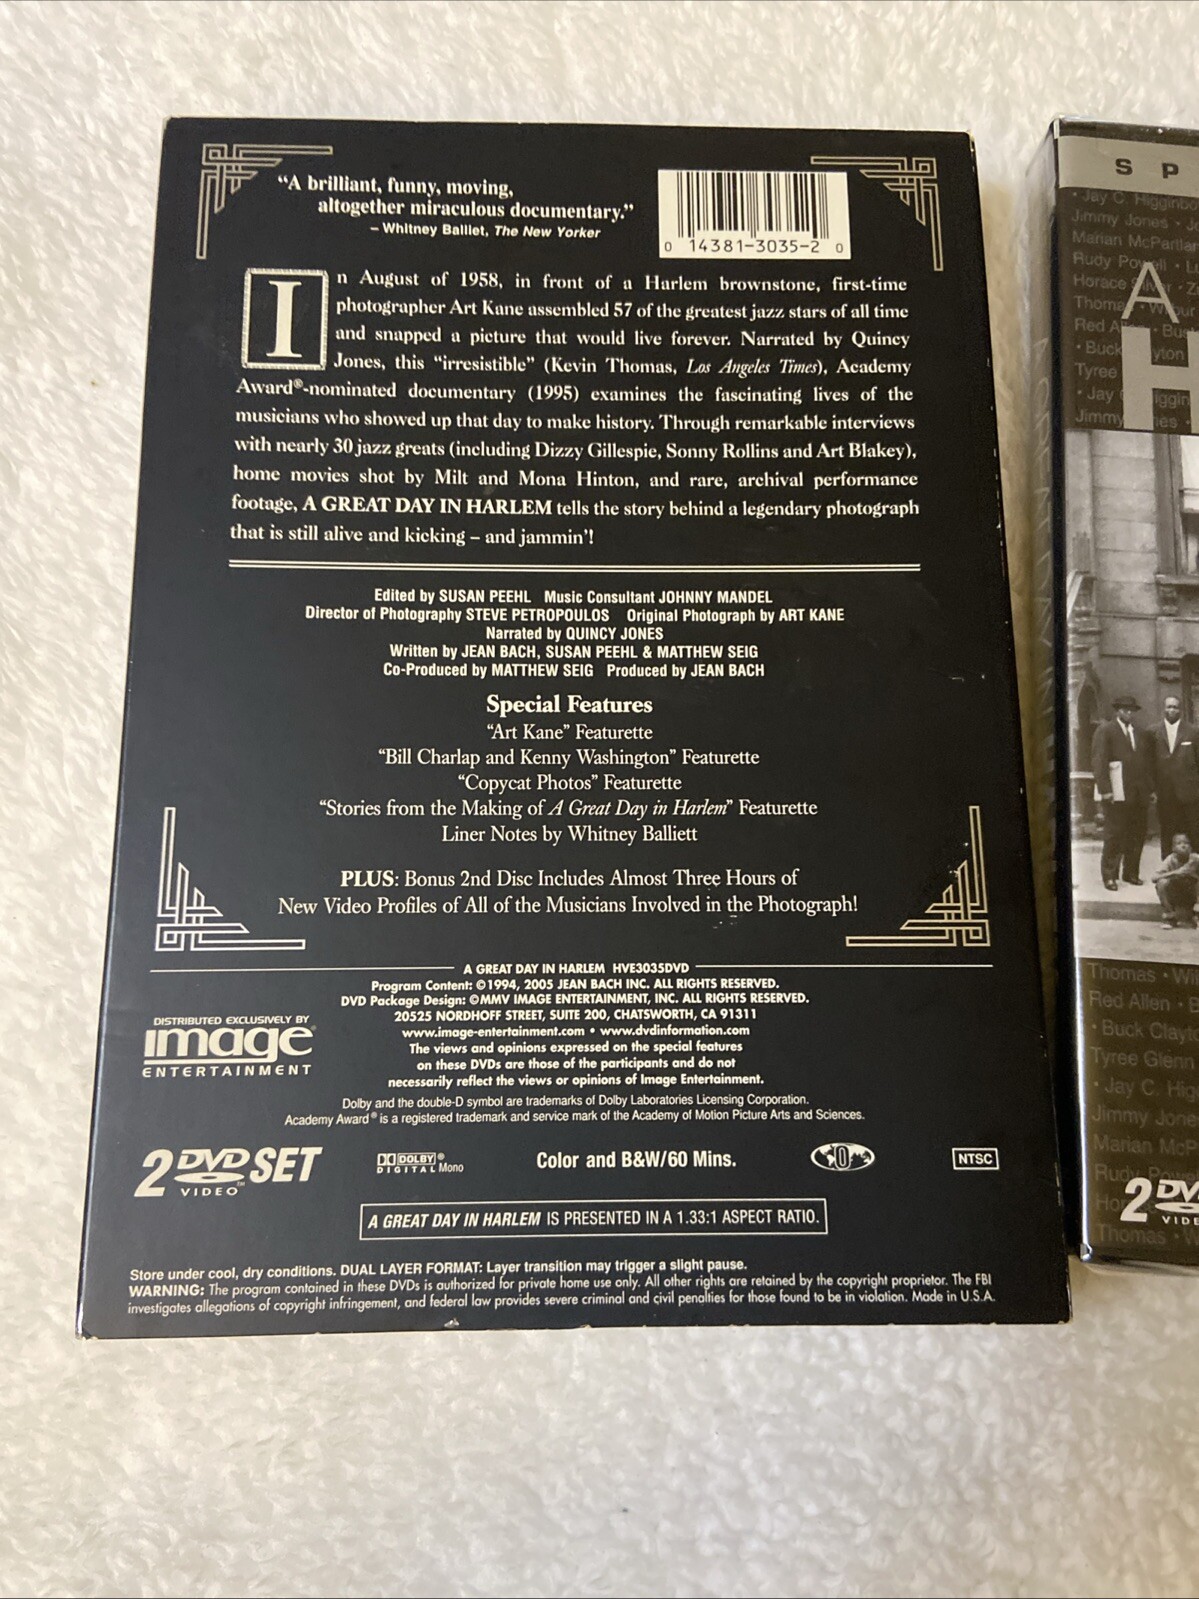 “A brilliant, funny, moving,
altogether miraculous documentary.”
– Whitney Balliet, The New Yorker
0 14381-3035-2 0
In August of 1958, in front of a Harlem brownstone, first-time
photographer Art Kane assembled 57 of the greatest jazz stars of all time
and snapped a picture that would live forever. Narrated by Quincy
Jones, this “irresistible” (Kevin Thomas, Los Angeles Times), Academy
Award®-nominated documentary (1995) examines the fascinating lives of the
musicians who showed up that day to make history. Through remarkable interviews
with nearly 30 jazz greats (including Dizzy Gillespie, Sonny Rollins and Art Blakey),
home movies shot by Milt and Mona Hinton, and rare, archival performance
footage, A GREAT DAY IN HARLEM tells the story behind a legendary photograph
that is still alive and kicking – and jammin’!
Edited by SUSAN PEEHL Music Consultant JOHNNY MANDEL
Director of Photography STEVE PETROPOULOS Original Photograph by ART KANE
Narrated by QUINCY JONES
Written by JEAN BACH, SUSAN PEEHL & MATTHEW SEIG
Co-Produced by MATTHEW SEIG Produced by JEAN BACH
Special Features
“Art Kane” Featurette
“Bill Charlap and Kenny Washington” Featurette
“Copycat Photos” Featurette
“Stories from the Making of A Great Day in Harlem” Featurette
Liner Notes by Whitney Balliett
PLUS: Bonus 2nd Disc Includes Almost Three Hours of
New Video Profiles of All of the Musicians Involved in the Photograph!
A GREAT DAY IN HARLEM HVE3035DVD
Program Content: ©1994, 2005 JEAN BACH INC. ALL RIGHTS RESERVED.
DVD Package Design: ©MMV IMAGE ENTERTAINMENT, INC. ALL RIGHTS RESERVED.
20525 NORDHOFF STREET, SUITE 200, CHATSWORTH, CA 91311
www.image-entertainment.com • www.dvdinformation.com
The views and opinions expressed on the special features
on these DVDs are those of the participants and do not
necessarily reflect the views or opinions of Image Entertainment.
DISTRIBUTED EXCLUSIVELY BY
image®
ENTERTAINMENT
Dolby and the double-D symbol are trademarks of Dolby Laboratories Licensing Corporation.
Academy Award® is a registered trademark and service mark of the Academy of Motion Picture Arts and Sciences.
2 DVD VIDEO™ SET
DOLBY® DIGITAL Mono
Color and B&W/60 Mins.
0
NTSC
A GREAT DAY IN HARLEM IS PRESENTED IN A 1.33:1 ASPECT RATIO.
Store under cool, dry conditions. DUAL LAYER FORMAT: Layer transition may trigger a slight pause.
WARNING: The program contained in these DVDs is authorized for private home use only. All other rights are retained by the copyright proprietor. The FBI
investigates allegations of copyright infringement, and federal law provides severe criminal and civil penalties for those found to be in violation. Made in U.S.A.
S P
• Jay C. Higginbo
Jimmy Jones •
Marian McPartlan
Rudy Powell •
Horace Silver •
A
H
Red
• Buck
Tyree
• Jay
Jimmy
Thomas •
Red Allen •
• Buck Clayto
Tyree Glenn
• Jay C. Hig
Jimmy Jone
Marian McP
Rudy Powe
Thomas •
2 DV
VIDE